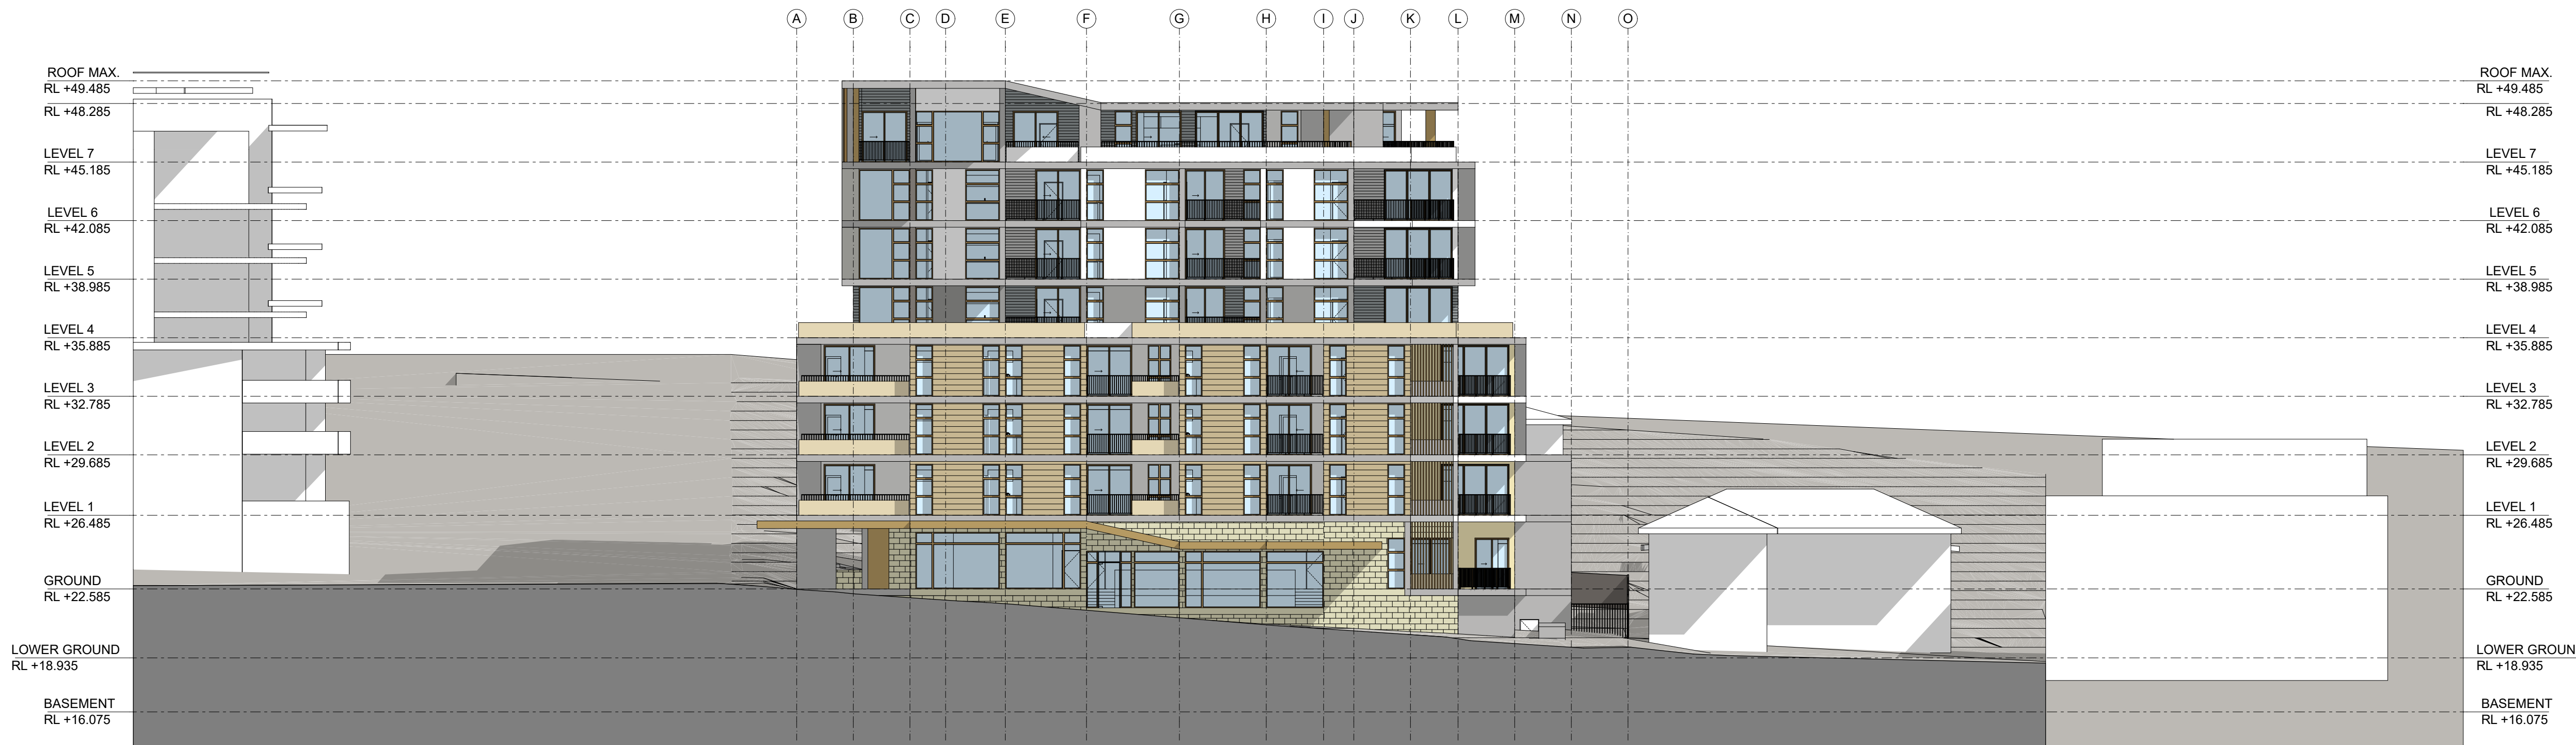 A B C D E F G H I J K L M N O
ROOF MAX.
RL +49.485
RL +48.285
LEVEL 7
RL +45.185
LEVEL 6
RL +42.085
LEVEL 5
RL +38.985
LEVEL 4
RL +35.885
LEVEL 3
RL +32.785
LEVEL 2
RL +29.685
LEVEL 1
RL +26.485
GROUND
RL +22.585
LOWER GROUND
RL +18.935
BASEMENT
RL +16.075
ROOF MAX.
RL +49.485
RL +48.285
LEVEL 7
RL +45.185
LEVEL 6
RL +42.085
LEVEL 5
RL +38.985
LEVEL 4
RL +35.885
LEVEL 3
RL +32.785
LEVEL 2
RL +29.685
LEVEL 1
RL +26.485
GROUND
RL +22.585
LOWER GROUN
RL +18.935
BASEMENT
RL +16.075